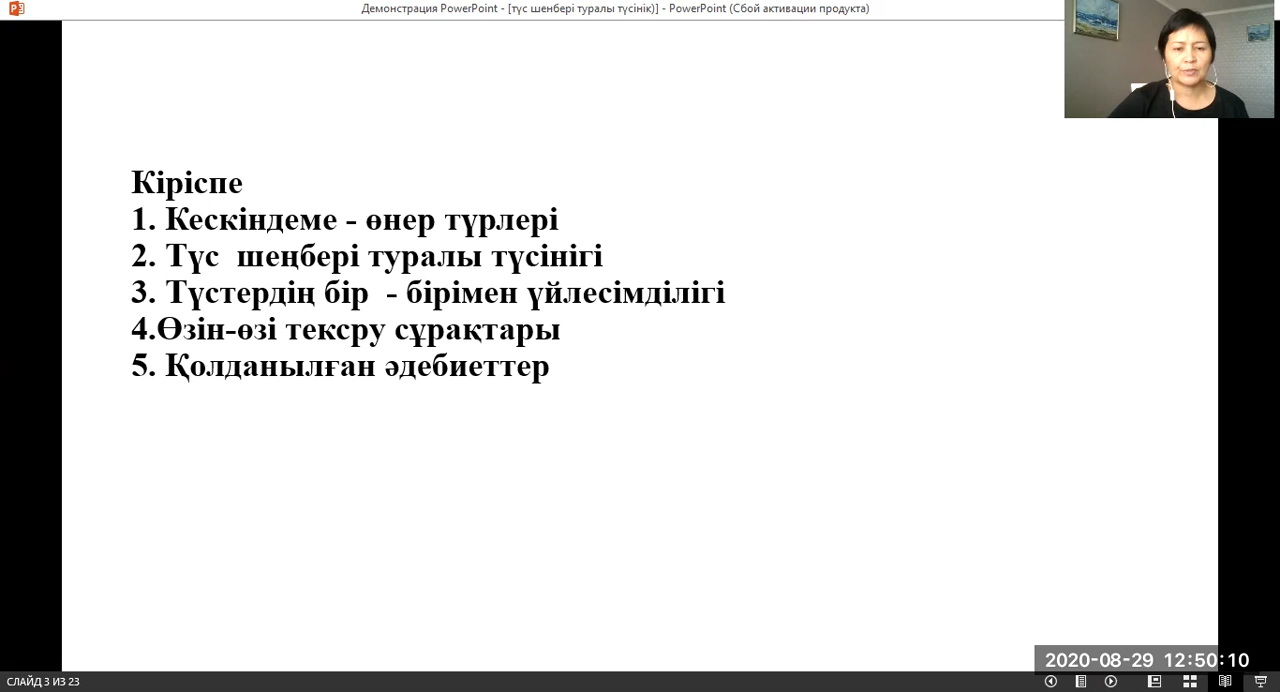 Демонстрация PowerPoint - [түс шенбері туралы түсінік)] - PowerPoint (Сбой активации продукта)
Кіріспе
1. Кескіндеме - өнер түрлері
2. Түс  шеңбері туралы түсінігі
3. Түстердің бір  - бірімен үйлесімділігі
4.Өзін-өзі тексру сұрақтары
5. Қолданылған әдебиеттер
2020-08-29 12:50:10
СЛАЙД 3 ИЗ 23